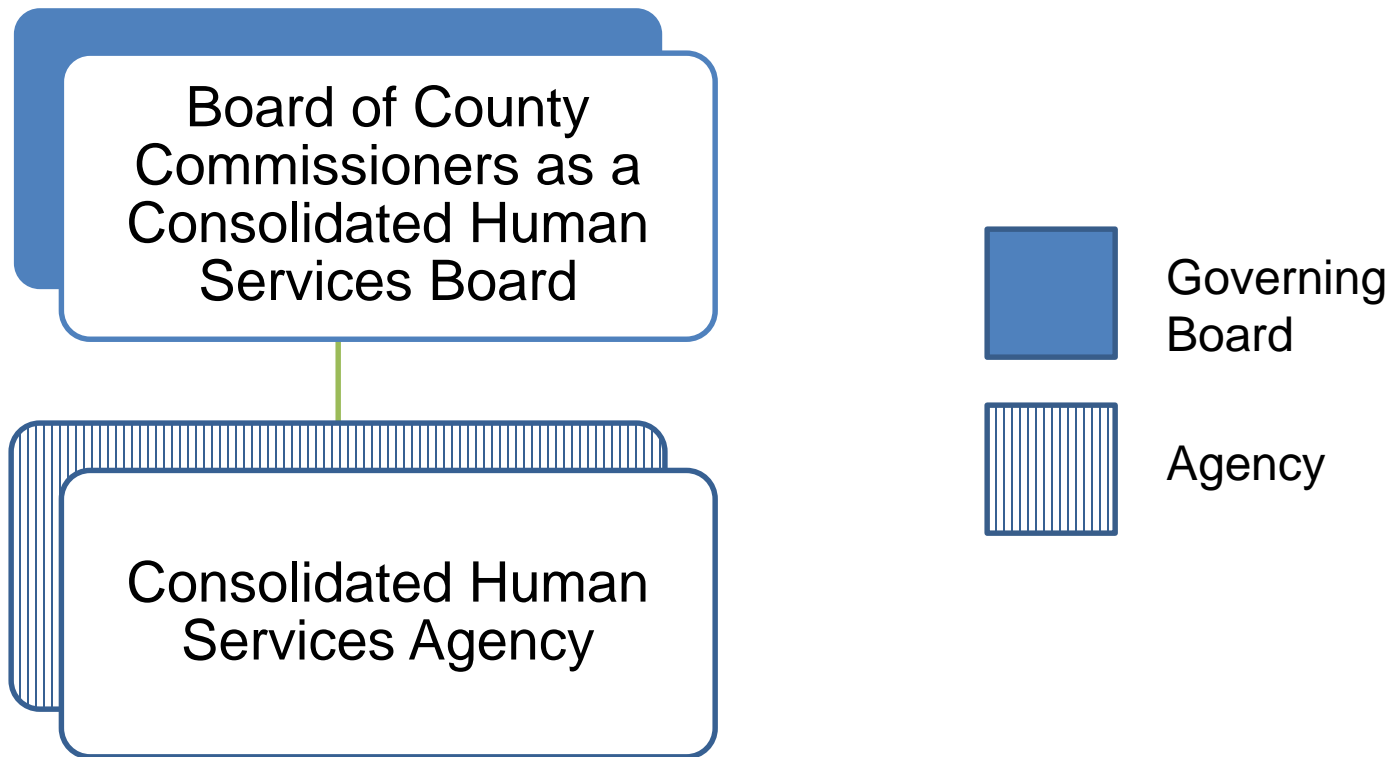 Board of County
Commissioners as a
Consolidated Human
Services Board
Governing
Board
Agency
Consolidated Human
Services Agency